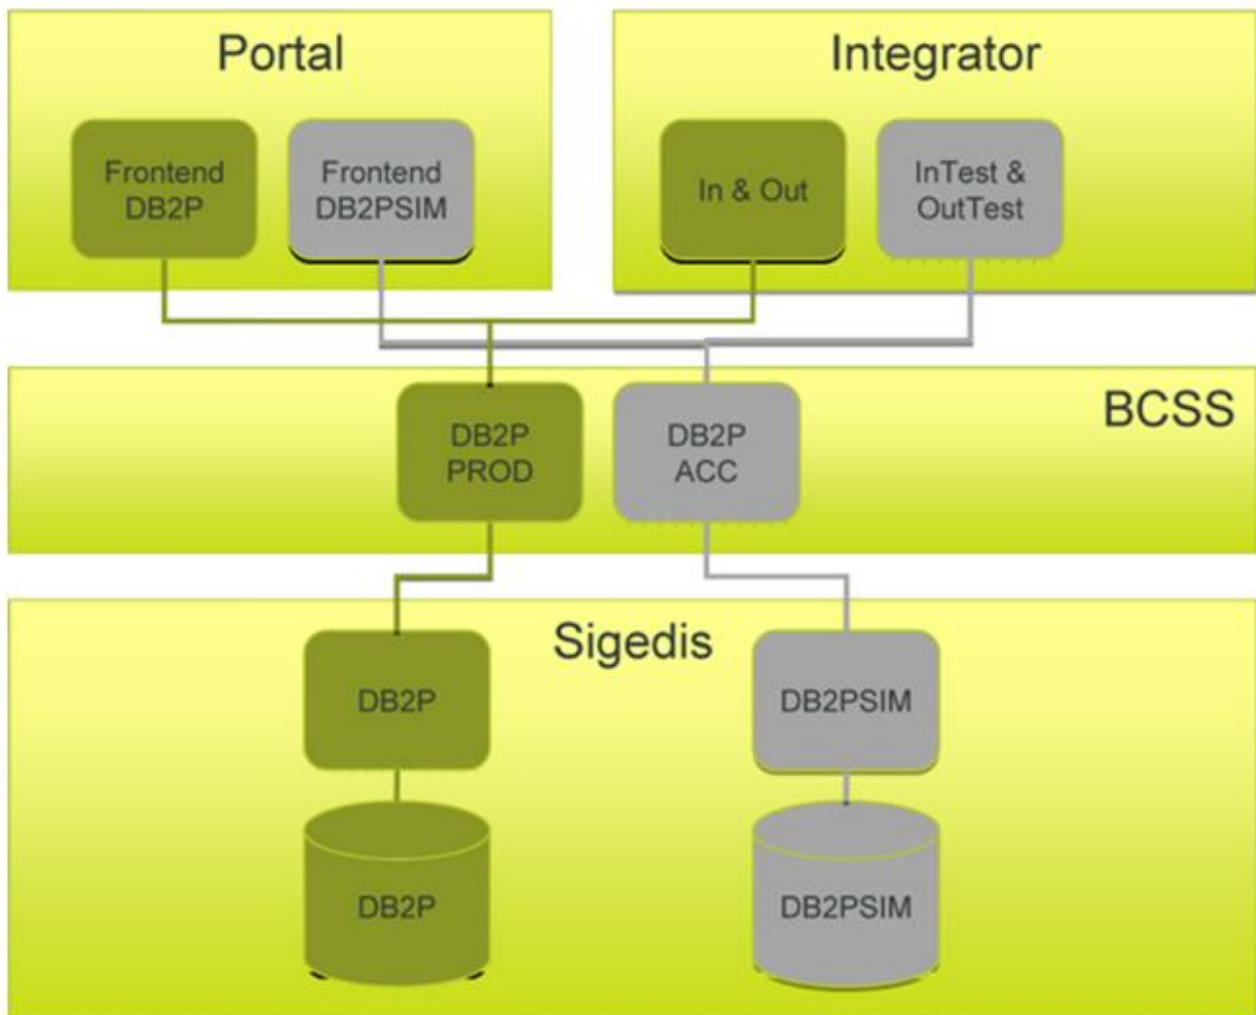 Portal
Frontend
DB2P
Frontend
DB2PSIM
Integrator
In & Out
InTest &
OutTest
BCSS
DB2P
PROD
DB2P
ACC
Sigedis
DB2P
DB2PSIM
DB2P
DB2PSIM